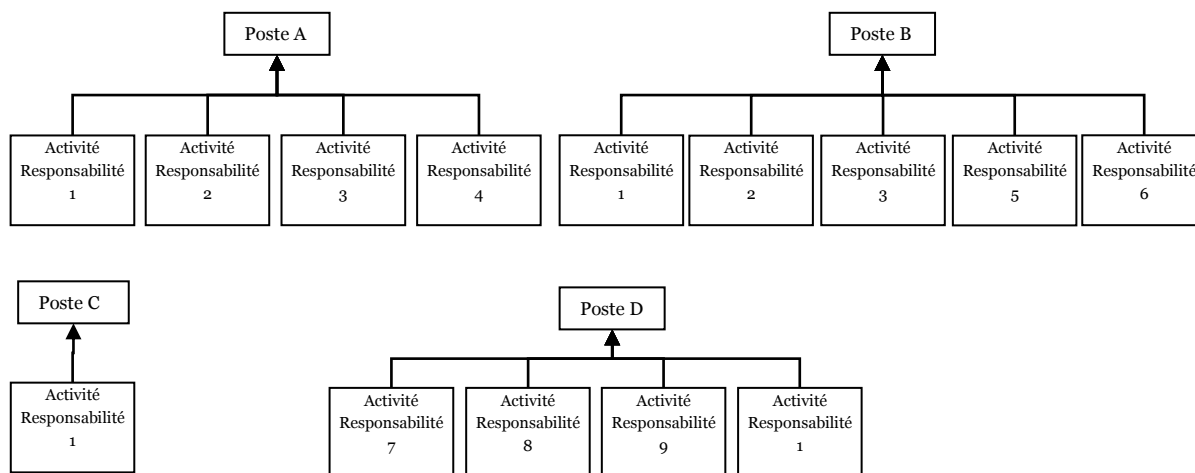 Poste A
Poste B
Activité
Responsabilité
1
Activité
Responsabilité
2
Activité
Responsabilité
3
Activité
Responsabilité
4
Activité
Responsabilité
1
Activité
Responsabilité
2
Activité
Responsabilité
3
Activité
Responsabilité
5
Activité
Responsabilité
6
Poste C
Poste D
Activité
Responsabilité
1
Activité
Responsabilité
7
Activité
Responsabilité
8
Activité
Responsabilité
9
Activité
Responsabilité
1